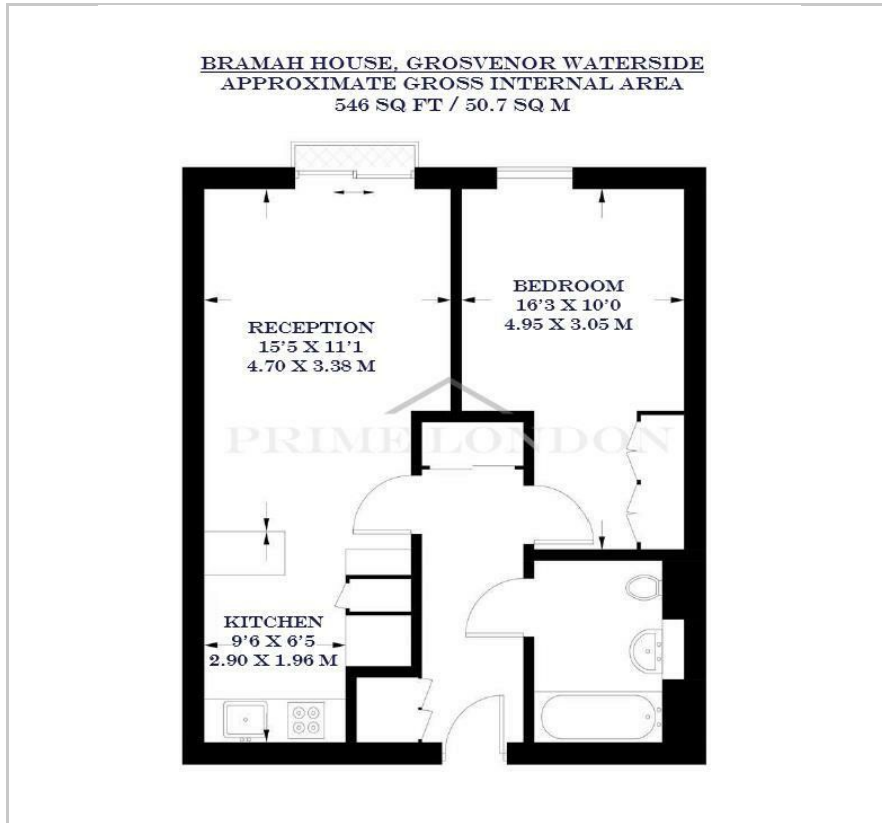 BRAMAH HOUSE, GROSVENOR WATERSIDE
APPROXIMATE GROSS INTERNAL AREA
546 SQ FT / 50.7 SQ M
BEDROOM
16'3 X 10'0
4.95 X 3.05 M
RECEPTION
15'5 X 11'1
4.70 X 3.38 M
PRIME LONDON
KITCHEN
9'6 X 6'5
2.90 X 1.96 M